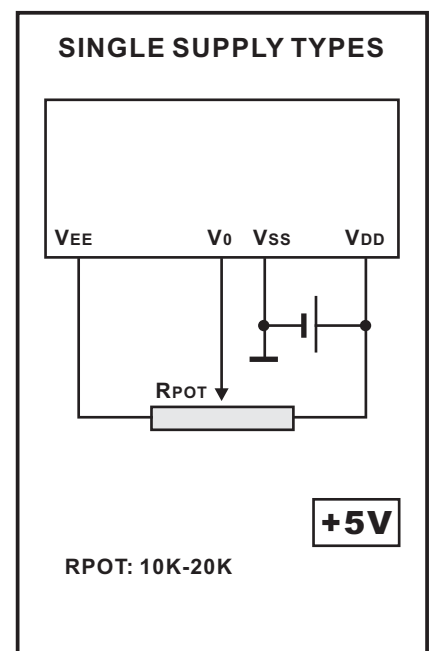 SINGLE SUPPLY TYPES
VEE V0 VSS VDD
RPOT
+5V
RPOT: 10K-20K